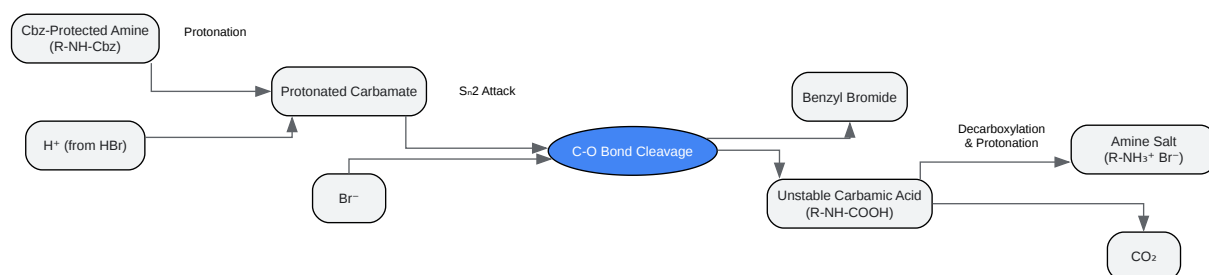 Cbz-Protected Amine
(R-NH-Cbz)
Protonation
H⁺ (from HBr)
Protonated Carbamate
Sₙ2 Attack
Br⁻
C-O Bond Cleavage
Benzyl Bromide
Unstable Carbamic Acid
(R-NH-COOH)
Decarboxylation
& Protonation
Amine Salt
(R-NH₃⁺ Br⁻)
CO₂